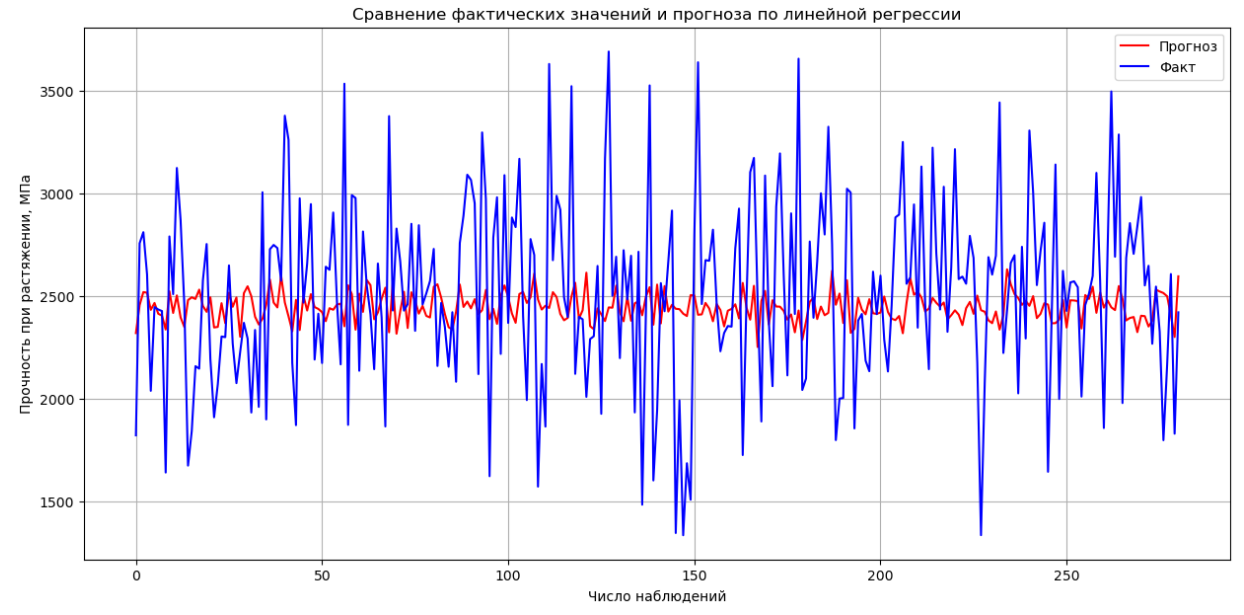 Сравнение фактических значений и прогноза по линейной регрессии
Прогноз
Факт
3500
3000
2500
2000
1500
Прочность при растяжении, МПа
0 50 100 150 200 250
Число наблюдений